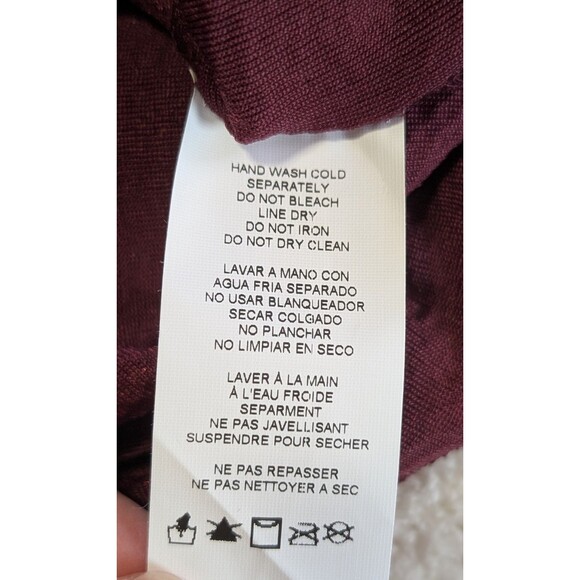 HAND WASH COLD
SEPARATELY
DO NOT BLEACH
LINE DRY
DO NOT IRON
DO NOT DRY CLEAN
LAVAR A MANO CON
AGUA FRIA SEPARADO
NO USAR BLANQUEADOR
SECAR COLGADO
NO PLANCHAR
NO LIMPIAR EN SECO
LAVER À LA MAIN
À L'EAU FROIDE
SEPARMENT
NE PAS JAVELLISANT
SUSPENDRE POUR SECHER
NE PAS REPASSER
NE PAS NETTOYER A SEC